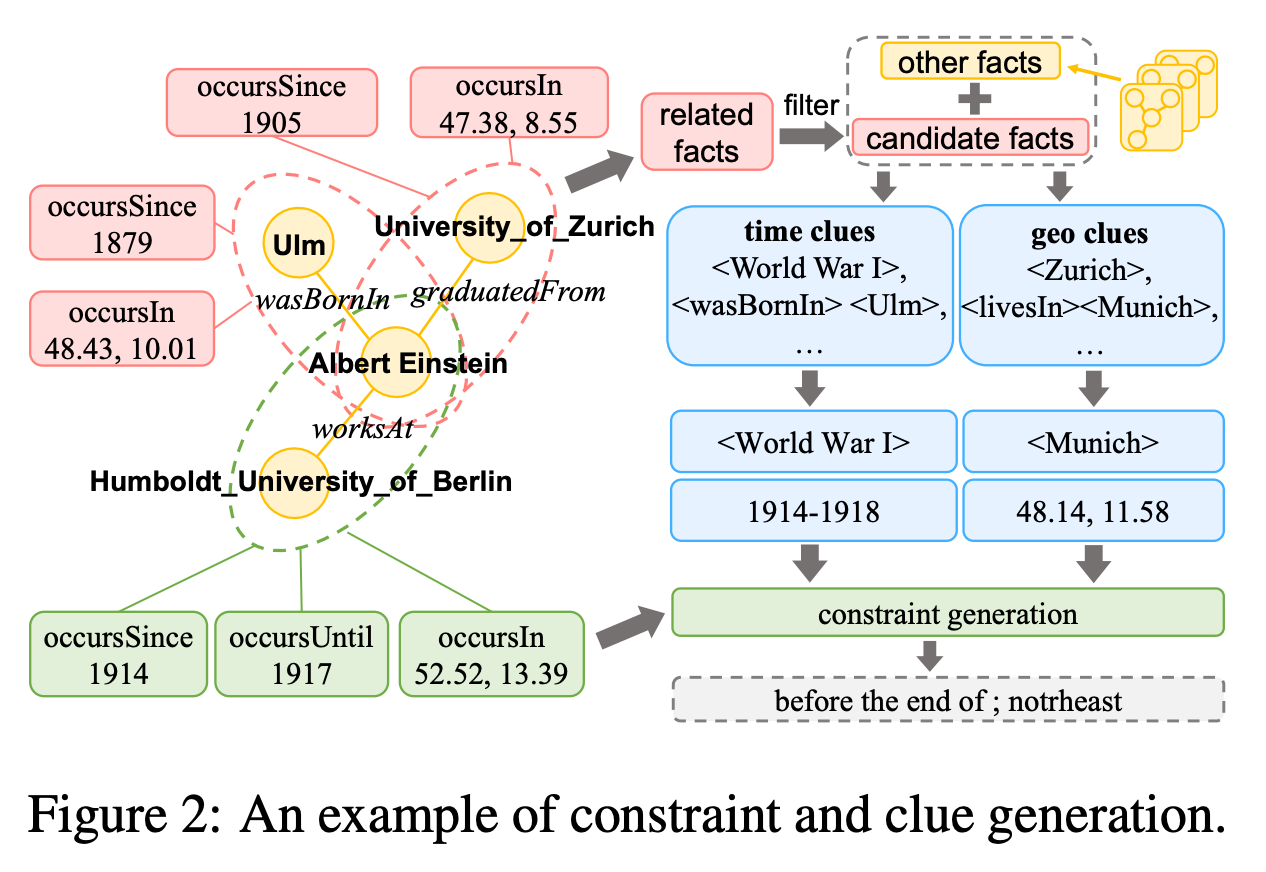 occursSince
1905
occursIn
47.38, 8.55
occursSince
1879
occursIn
48.43, 10.01
Ulm
University_of_Zurich
wasBornIn
graduatedFrom
Albert Einstein
worksAt
Humboldt_University_of_Berlin
occursSince
1914
occursUntil
1917
occursIn
52.52, 13.39
related
facts
filter
other facts
candidate facts
time clues
<World War I>,
<wasBornIn> <Ulm>,
...
geo clues
<Zurich>,
<livesIn><Munich>,
...
<World War I>
<Munich>
1914-1918
48.14, 11.58
constraint generation
before the end of ; notrheast
Figure 2: An example of constraint and clue generation.